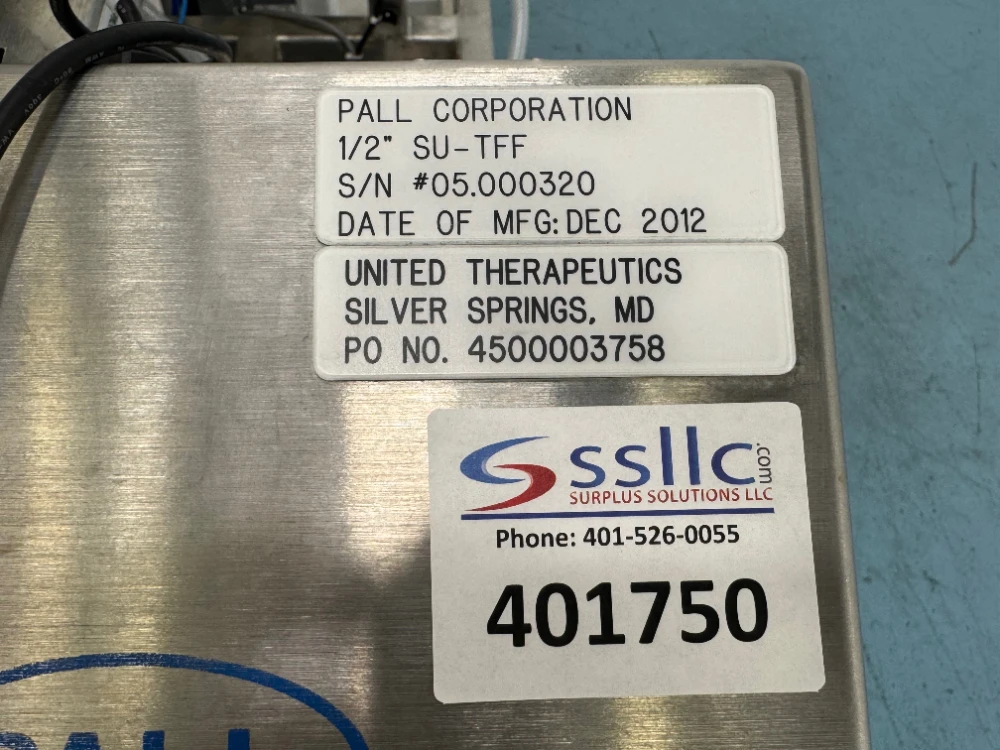 PALL CORPORATION
1/2" SU-TFF
S/N #05.000320
DATE OF MFG: DEC 2012
UNITED THERAPEUTICS
SILVER SPRINGS, MD
PO NO. 4500003758
ssllc.com
SURPLUS SOLUTIONS LLC
Phone: 401-526-0055
401750
PALL